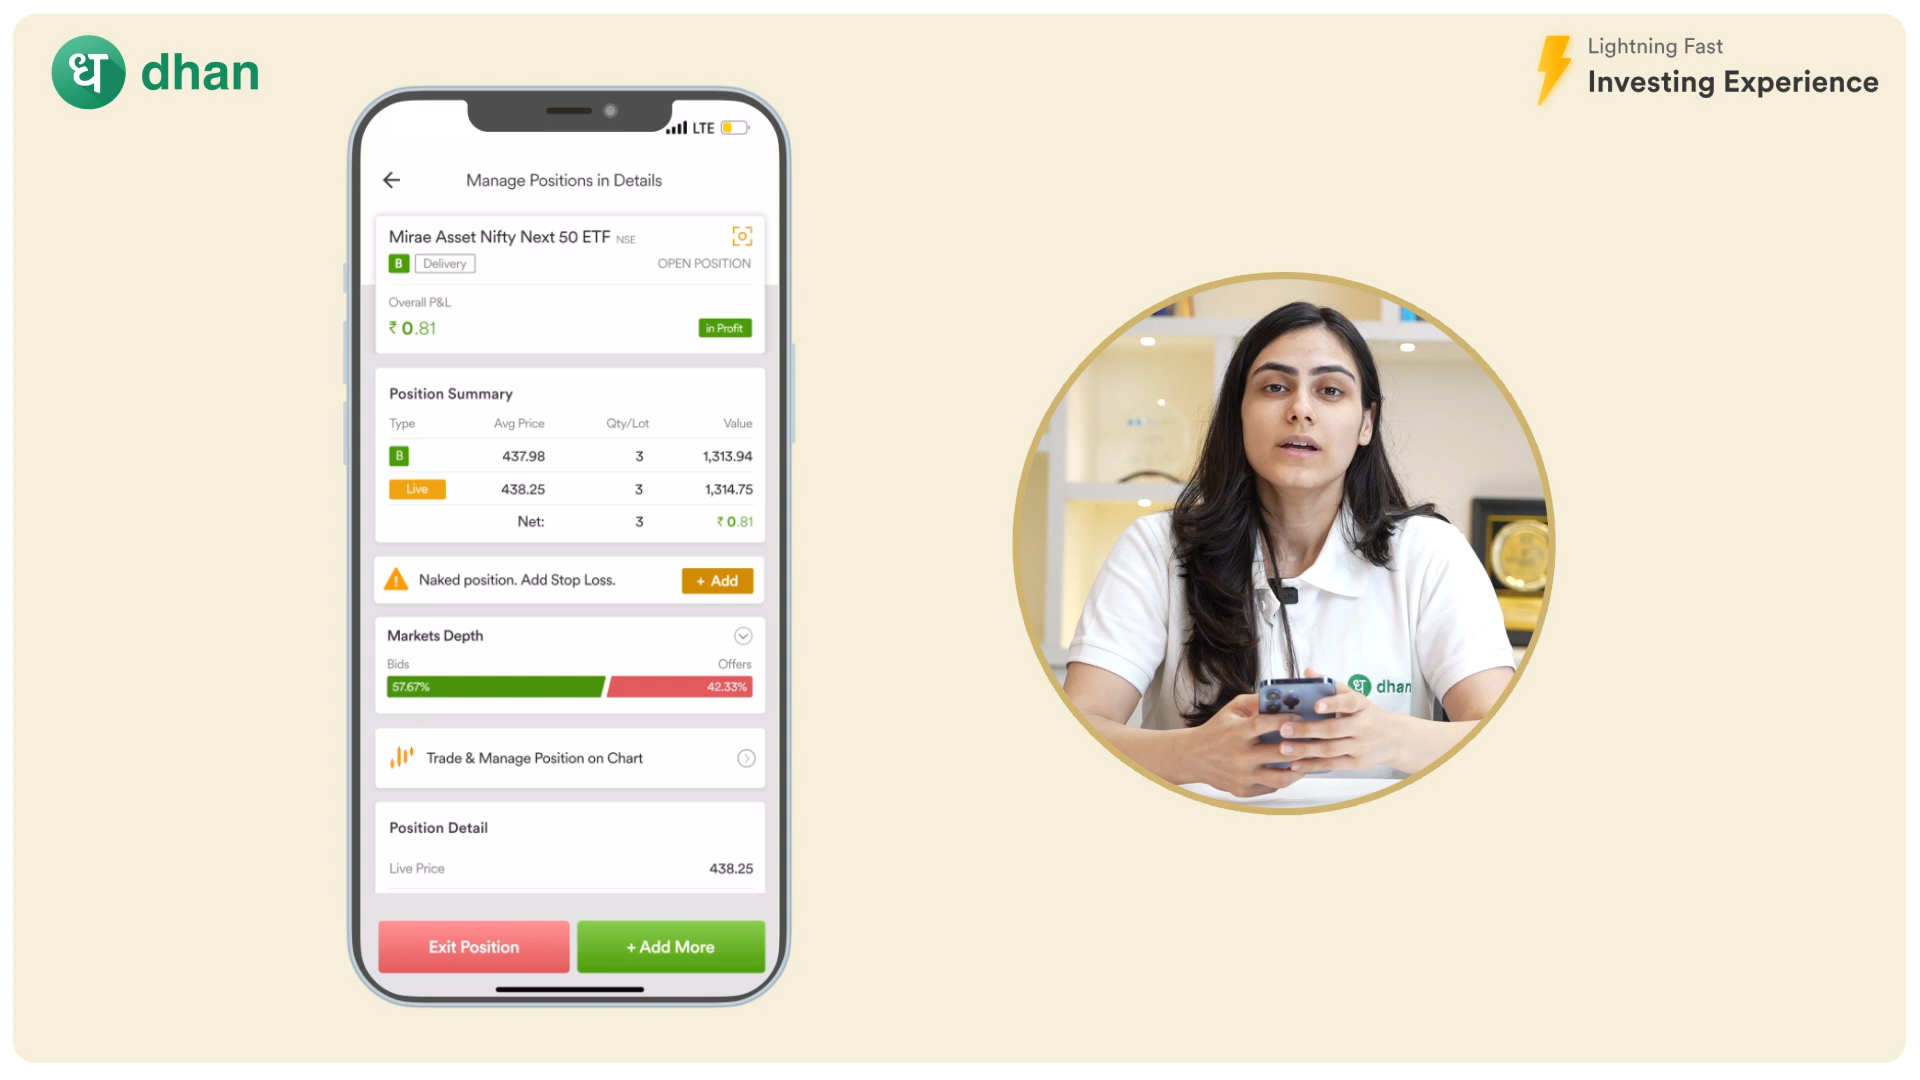 ध dhan
Lightning Fast
Investing Experience
LTE
Manage Positions in Details
Mirae Asset Nifty Next 50 ETF NSE
B Delivery OPEN POSITION
Overall P&L
₹ 0.81 in Profit
Position Summary
Type Avg Price Qty/Lot Value
B 437.98 3 1,313.94
Live 438.25 3 1,314.75
Net: 3 ₹ 0.81
Naked position. Add Stop Loss. + Add
Markets Depth
Bids Offers
57.67% 42.33%
Trade & Manage Position on Chart
Position Detail
Live Price 438.25
Exit Position + Add More
ध dhan